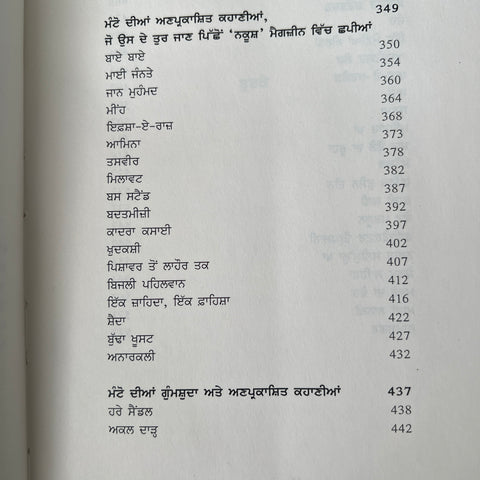 ਮੰਟੋ ਦੀਆਂ ਅਣਪ੍ਰਕਾਸ਼ਿਤ ਕਹਾਣੀਆਂ, 349
ਜੋ ਉਸ ਦੇ ਤੁਰ ਜਾਣ ਪਿੱਛੋਂ ‘ਨਕੂਸ਼’ ਮੈਗਜ਼ੀਨ ਵਿੱਚ ਛਪੀਆਂ
ਬਾਏ ਬਾਏ 350
ਮਾਈ ਜੰਨਤੇ 354
ਜਾਨ ਮੁਹੰਮਦ 360
ਮੀਂਹ 364
ਇਫ਼ਸ਼ਾ-ਏ-ਰਾਜ਼ 368
ਆਮਿਨਾ 373
ਤਸਵੀਰ 378
ਮਿਲਾਵਟ 382
ਬਸ ਸਟੈਂਡ 387
ਬਦਤਮੀਜ਼ੀ 392
ਕਾਦਰਾ ਕਸਾਈ 397
ਖ਼ੁਦਕਸ਼ੀ 402
ਪਿਸ਼ਾਵਰ ਤੋਂ ਲਾਹੌਰ ਤਕ 407
ਬਿਜਲੀ ਪਹਿਲਵਾਨ 412
ਇੱਕ ਜ਼ਾਹਿਦਾ, ਇੱਕ ਫ਼ਾਹਿਸ਼ਾ 416
ਸ਼ੈਦਾ 422
ਬੁੱਢਾ ਖੂਸਟ 427
ਅਨਾਰਕਲੀ 432
ਮੰਟੋ ਦੀਆਂ ਗੁੰਮਸ਼ੁਦਾ ਅਤੇ ਅਣਪ੍ਰਕਾਸ਼ਿਤ ਕਹਾਣੀਆਂ 437
ਹਰੇ ਸੈਂਡਲ 438
ਅਕਲ ਦਾੜ੍ਹ 442